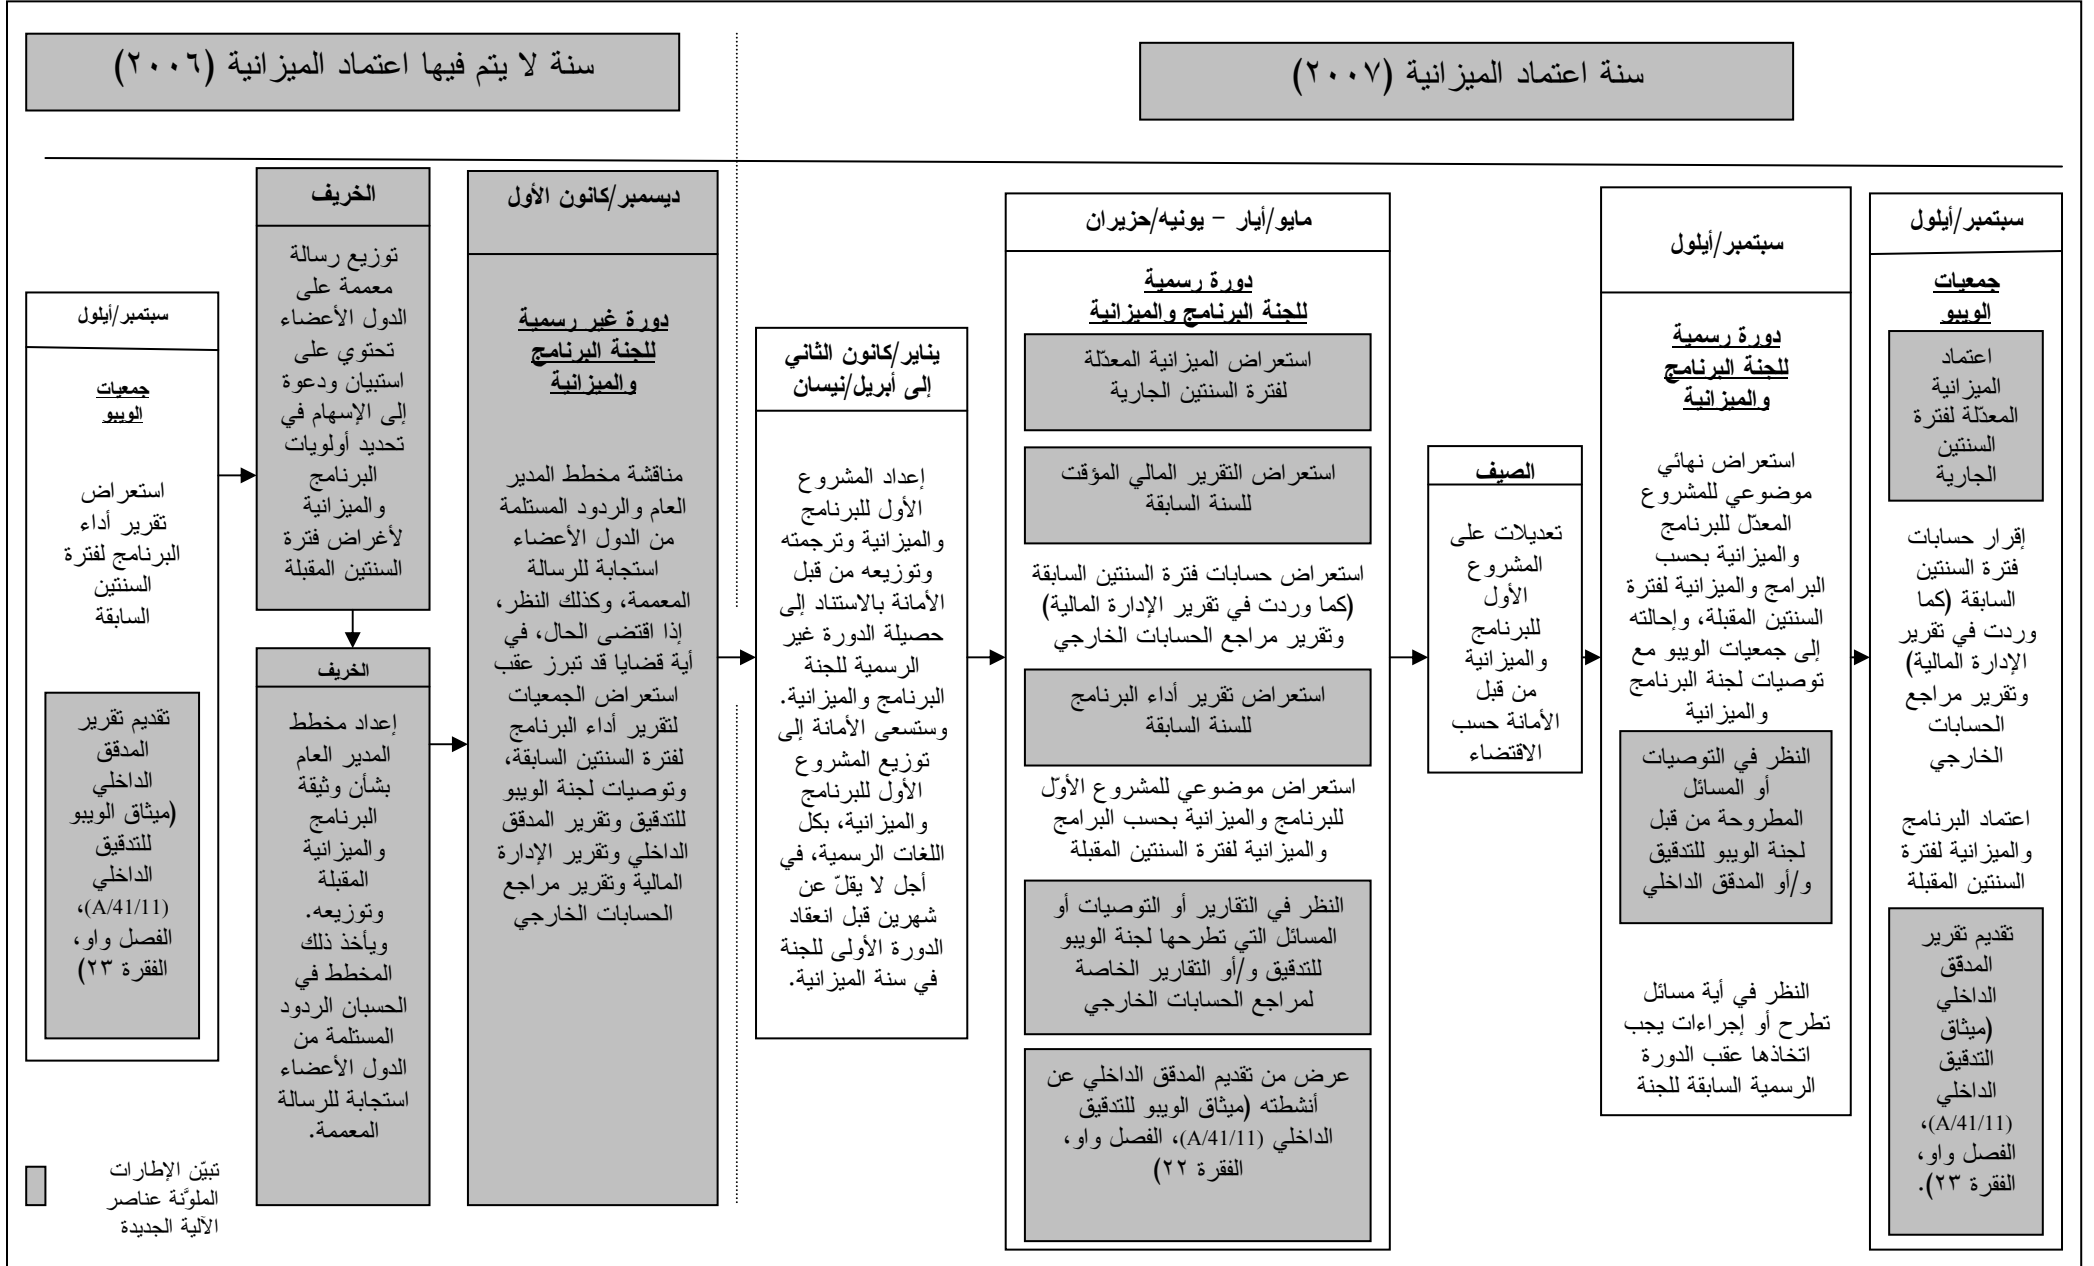 سنة لا يتم فيها اعتماد الميزانية (٢٠٠٦)
سنة اعتماد الميزانية (٢٠٠٧)
سبتمبر/أيلول
جمعيات
الويبو
استعراض
تقرير أداء
البرنامج لفترة
السنتين
السابقة
تقديم تقرير
المدقق
الداخلي
(ميثاق الويبو
للتدقيق
الداخلي
(A/41/11)،
الفصل واو،
الفقرة ٢٣)
الخريف
توزيع رسالة
معممة على
الدول الأعضاء
تحتوي على
استبيان ودعوة
إلى الإسهام في
تحديد أولويات
البرنامج
والميزانية
لأغراض فترة
السنتين المقبلة
الخريف
إعداد مخطط
المدير العام
بشأن وثيقة
البرنامج
والميزانية
المقبلة
وتوزيعه.
ويأخذ ذلك
المخطط في
الحسبان الردود
المستلمة من
الدول الأعضاء
استجابة للرسالة
المعممة.
ديسمبر/كانون الأول
دورة غير رسمية
للجنة البرنامج
والميزانية
مناقشة مخطط المدير
العام والردود المستلمة
من الدول الأعضاء
استجابة للرسالة
المعممة، وكذلك النظر،
إذا اقتضى الحال، في
أية قضايا قد تبرز عقب
استعراض الجمعيات
لتقرير أداء البرنامج
لفترة السنتين السابقة،
وتوصيات لجنة الويبو
للتدقيق وتقرير المدقق
الداخلي وتقرير الإدارة
المالية وتقرير مراجع
الحسابات الخارجي
يناير/كانون الثاني
إلى أبريل/نيسان
إعداد المشروع
الأول للبرنامج
والميزانية وترجمته
وتوزيعه من قبل
الأمانة بالاستناد إلى
حصيلة الدورة غير
الرسمية للجنة
البرنامج والميزانية.
وستسعى الأمانة إلى
توزيع المشروع
الأول للبرنامج
والميزانية، بكل
اللغات الرسمية، في
أجل لا يقلّ عن
شهرين قبل انعقاد
الدورة الأولى للجنة
في سنة الميزانية.
مايو/أيار - يونيه/حزيران
دورة رسمية
للجنة البرنامج والميزانية
استعراض الميزانية المعدّلة
لفترة السنتين الجارية
استعراض التقرير المالي المؤقت
للسنة السابقة
استعراض حسابات فترة السنتين السابقة
(كما وردت في تقرير الإدارة المالية)
وتقرير مراجع الحسابات الخارجي
استعراض تقرير أداء البرنامج
للسنة السابقة
استعراض موضوعي للمشروع الأوّل
للبرنامج والميزانية بحسب البرامج
والميزانية لفترة السنتين المقبلة
النظر في التقارير أو التوصيات أو
المسائل التي تطرحها لجنة الويبو
للتدقيق و/أو التقارير الخاصة
لمراجع الحسابات الخارجي
عرض من تقديم المدقق الداخلي عن
أنشطته (ميثاق الويبو للتدقيق
الداخلي (A/41/11)، الفصل واو،
الفقرة ٢٢)
الصيف
تعديلات على
المشروع
الأول
للبرنامج
والميزانية
من قبل
الأمانة حسب
الاقتضاء
سبتمبر/أيلول
دورة رسمية
للجنة البرنامج
والميزانية
استعراض نهائي
موضوعي للمشروع
المعدّل للبرنامج
والميزانية بحسب
البرامج والميزانية لفترة
السنتين المقبلة، وإحالته
إلى جمعيات الويبو مع
توصيات لجنة البرنامج
والميزانية
النظر في التوصيات
أو المسائل
المطروحة من قبل
لجنة الويبو للتدقيق
و/أو المدقق الداخلي
النظر في أية مسائل
تطرح أو إجراءات يجب
اتخاذها عقب الدورة
الرسمية السابقة للجنة
سبتمبر/أيلول
جمعيات
الويبو
اعتماد
الميزانية
المعدّلة لفترة
السنتين
الجارية
إقرار حسابات
فترة السنتين
السابقة (كما
وردت في تقرير
الإدارة المالية)
وتقرير مراجع
الحسابات
الخارجي
اعتماد البرنامج
والميزانية لفترة
السنتين المقبلة
تقديم تقرير
المدقّق
الداخلي
(ميثاق
التدقيق
الداخلي
(A/41/11)،
الفصل واو،
الفقرة ٢٣).
تبيّن الإطارات
الملوَّنة عناصر
الآلية الجديدة